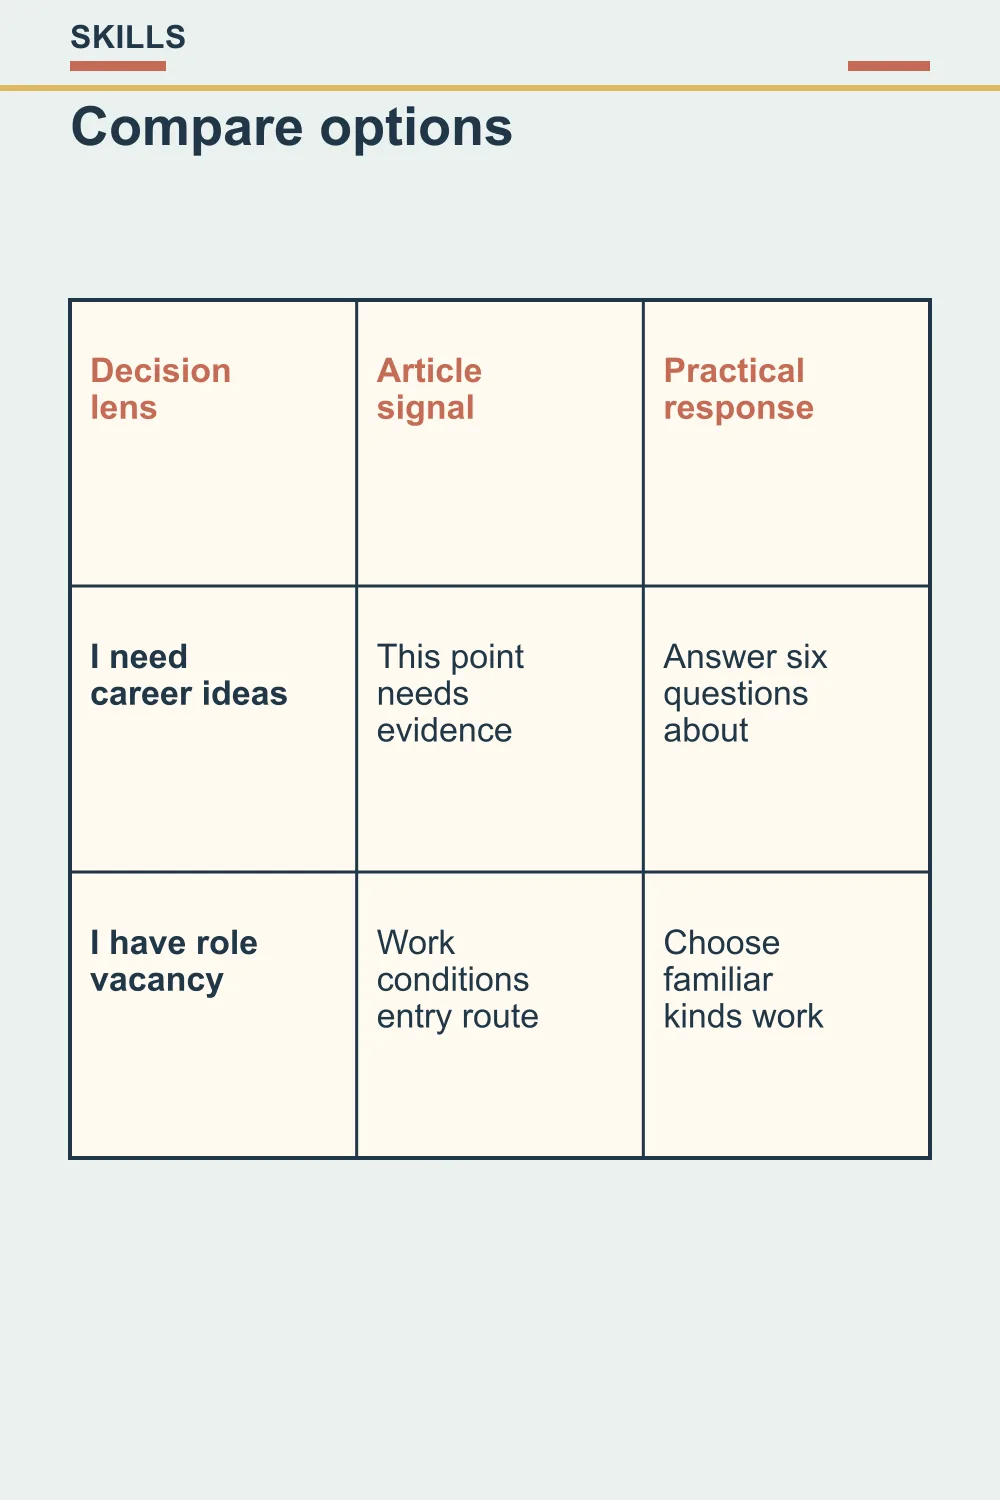 SKILLS
Compare options
Decision
lens
Article
signal
Practical
response
I need
career ideas
This point
needs
evidence
Answer six
questions
about
I have role
vacancy
Work
conditions
entry route
Choose
familiar
kinds work